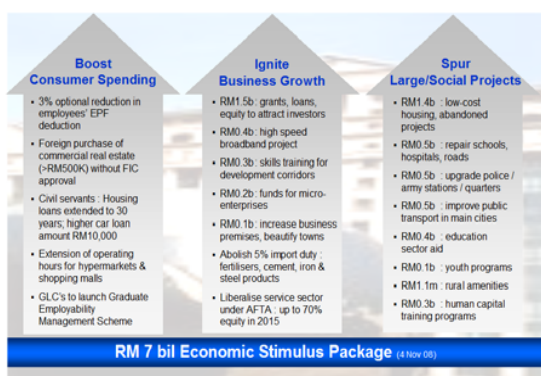 Boost
Consumer Spending
▪ 3% optional reduction in
employees' EPF
deduction
▪ Foreign purchase of
commercial real estate
(>RM500K) without FIC
approval
▪ Civil servants : Housing
loans extended to 30
years; higher car loan
amount RM10,000
▪ Extension of operating
hours for hypermarkets &
shopping malls
▪ GLC's to launch Graduate
Employability
Management Scheme
Ignite
Business Growth
▪ RM1.5b : grants, loans,
equity to attract investors
▪ RM0.4b : high speed
broadband project
▪ RM0.3b : skills training for
development corridors
▪ RM0.2b : funds for micro-
enterprises
▪ RM0.1b : increase business
premises, beautify towns
▪ Abolish 5% import duty :
fertilisers, cement, iron &
steel products
▪ Liberalise service sector
under AFTA : up to 70%
equity in 2015
Spur
Large/Social Projects
▪ RM1.4b : low-cost
housing, abandoned
projects
▪ RM0.5b : repair schools,
hospitals, roads
▪ RM0.5b : upgrade police /
army stations / quarters
▪ RM0.5b : improve public
transport in main cities
▪ RM0.4b : education
sector aid
▪ RM0.1b : youth programs
▪ RM1.1m : rural amenities
▪ RM0.3b : human capital
training programs
RM 7 bil Economic Stimulus Package (4 Nov 08)